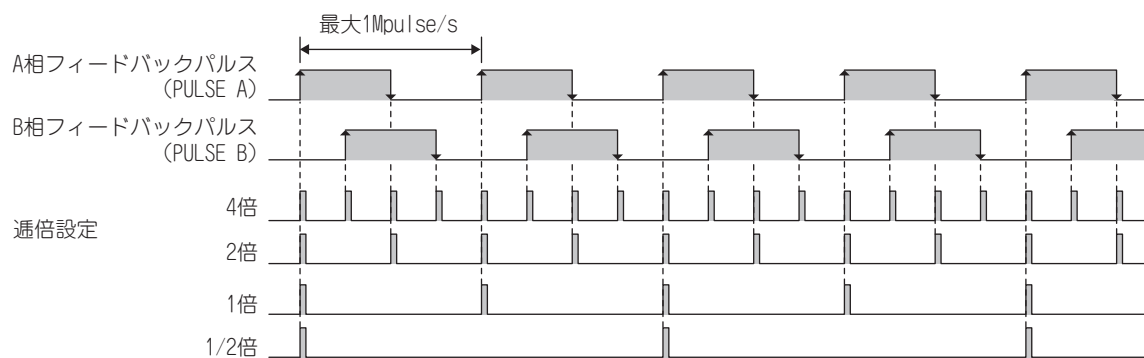 最大1Mpulse/s
A相フィードバックパルス
(PULSE A)
B相フィードバックパルス
(PULSE B)
逓倍設定
4倍
2倍
1倍
1/2倍